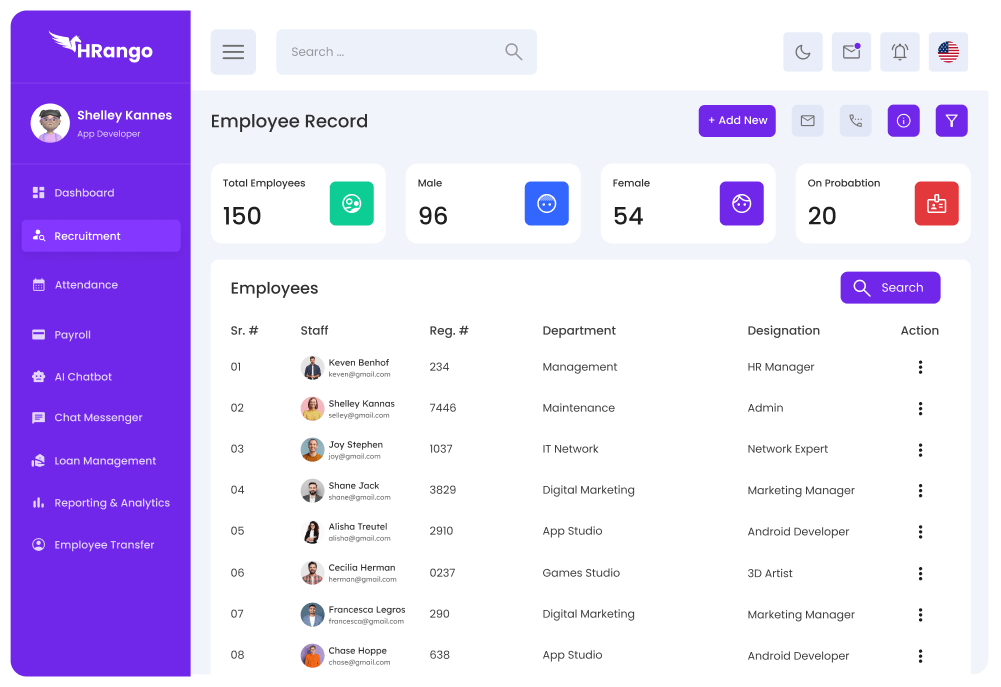 HRango
Shelley Kannes
App Developer
Dashboard
Recruitment
Attendance
Payroll
AI Chatbot
Chat Messenger
Loan Management
Reporting & Analytics
Employee Transfer
Search ...
Employee Record
+ Add New
Total Employees
150
Male
96
Female
54
On Probabtion
20
Employees
Search
Sr. # Staff Reg. # Department Designation Action
01 Keven Benhof 234 Management HR Manager
keven@gmail.com
02 Shelley Kannas 7446 Maintenance Admin
selley@gmail.com
03 Joy Stephen 1037 IT Network Network Expert
joy@gmail.com
04 Shane Jack 3829 Digital Marketing Marketing Manager
shane@gmail.com
05 Alisha Treutel 2910 App Studio Android Developer
alisha@gmail.com
06 Cecilia Herman 0237 Games Studio 3D Artist
herman@gmail.com
07 Francesca Legros 290 Digital Marketing Marketing Manager
francesca@gmail.com
08 Chase Hoppe 638 App Studio Android Developer
chase@gmail.com